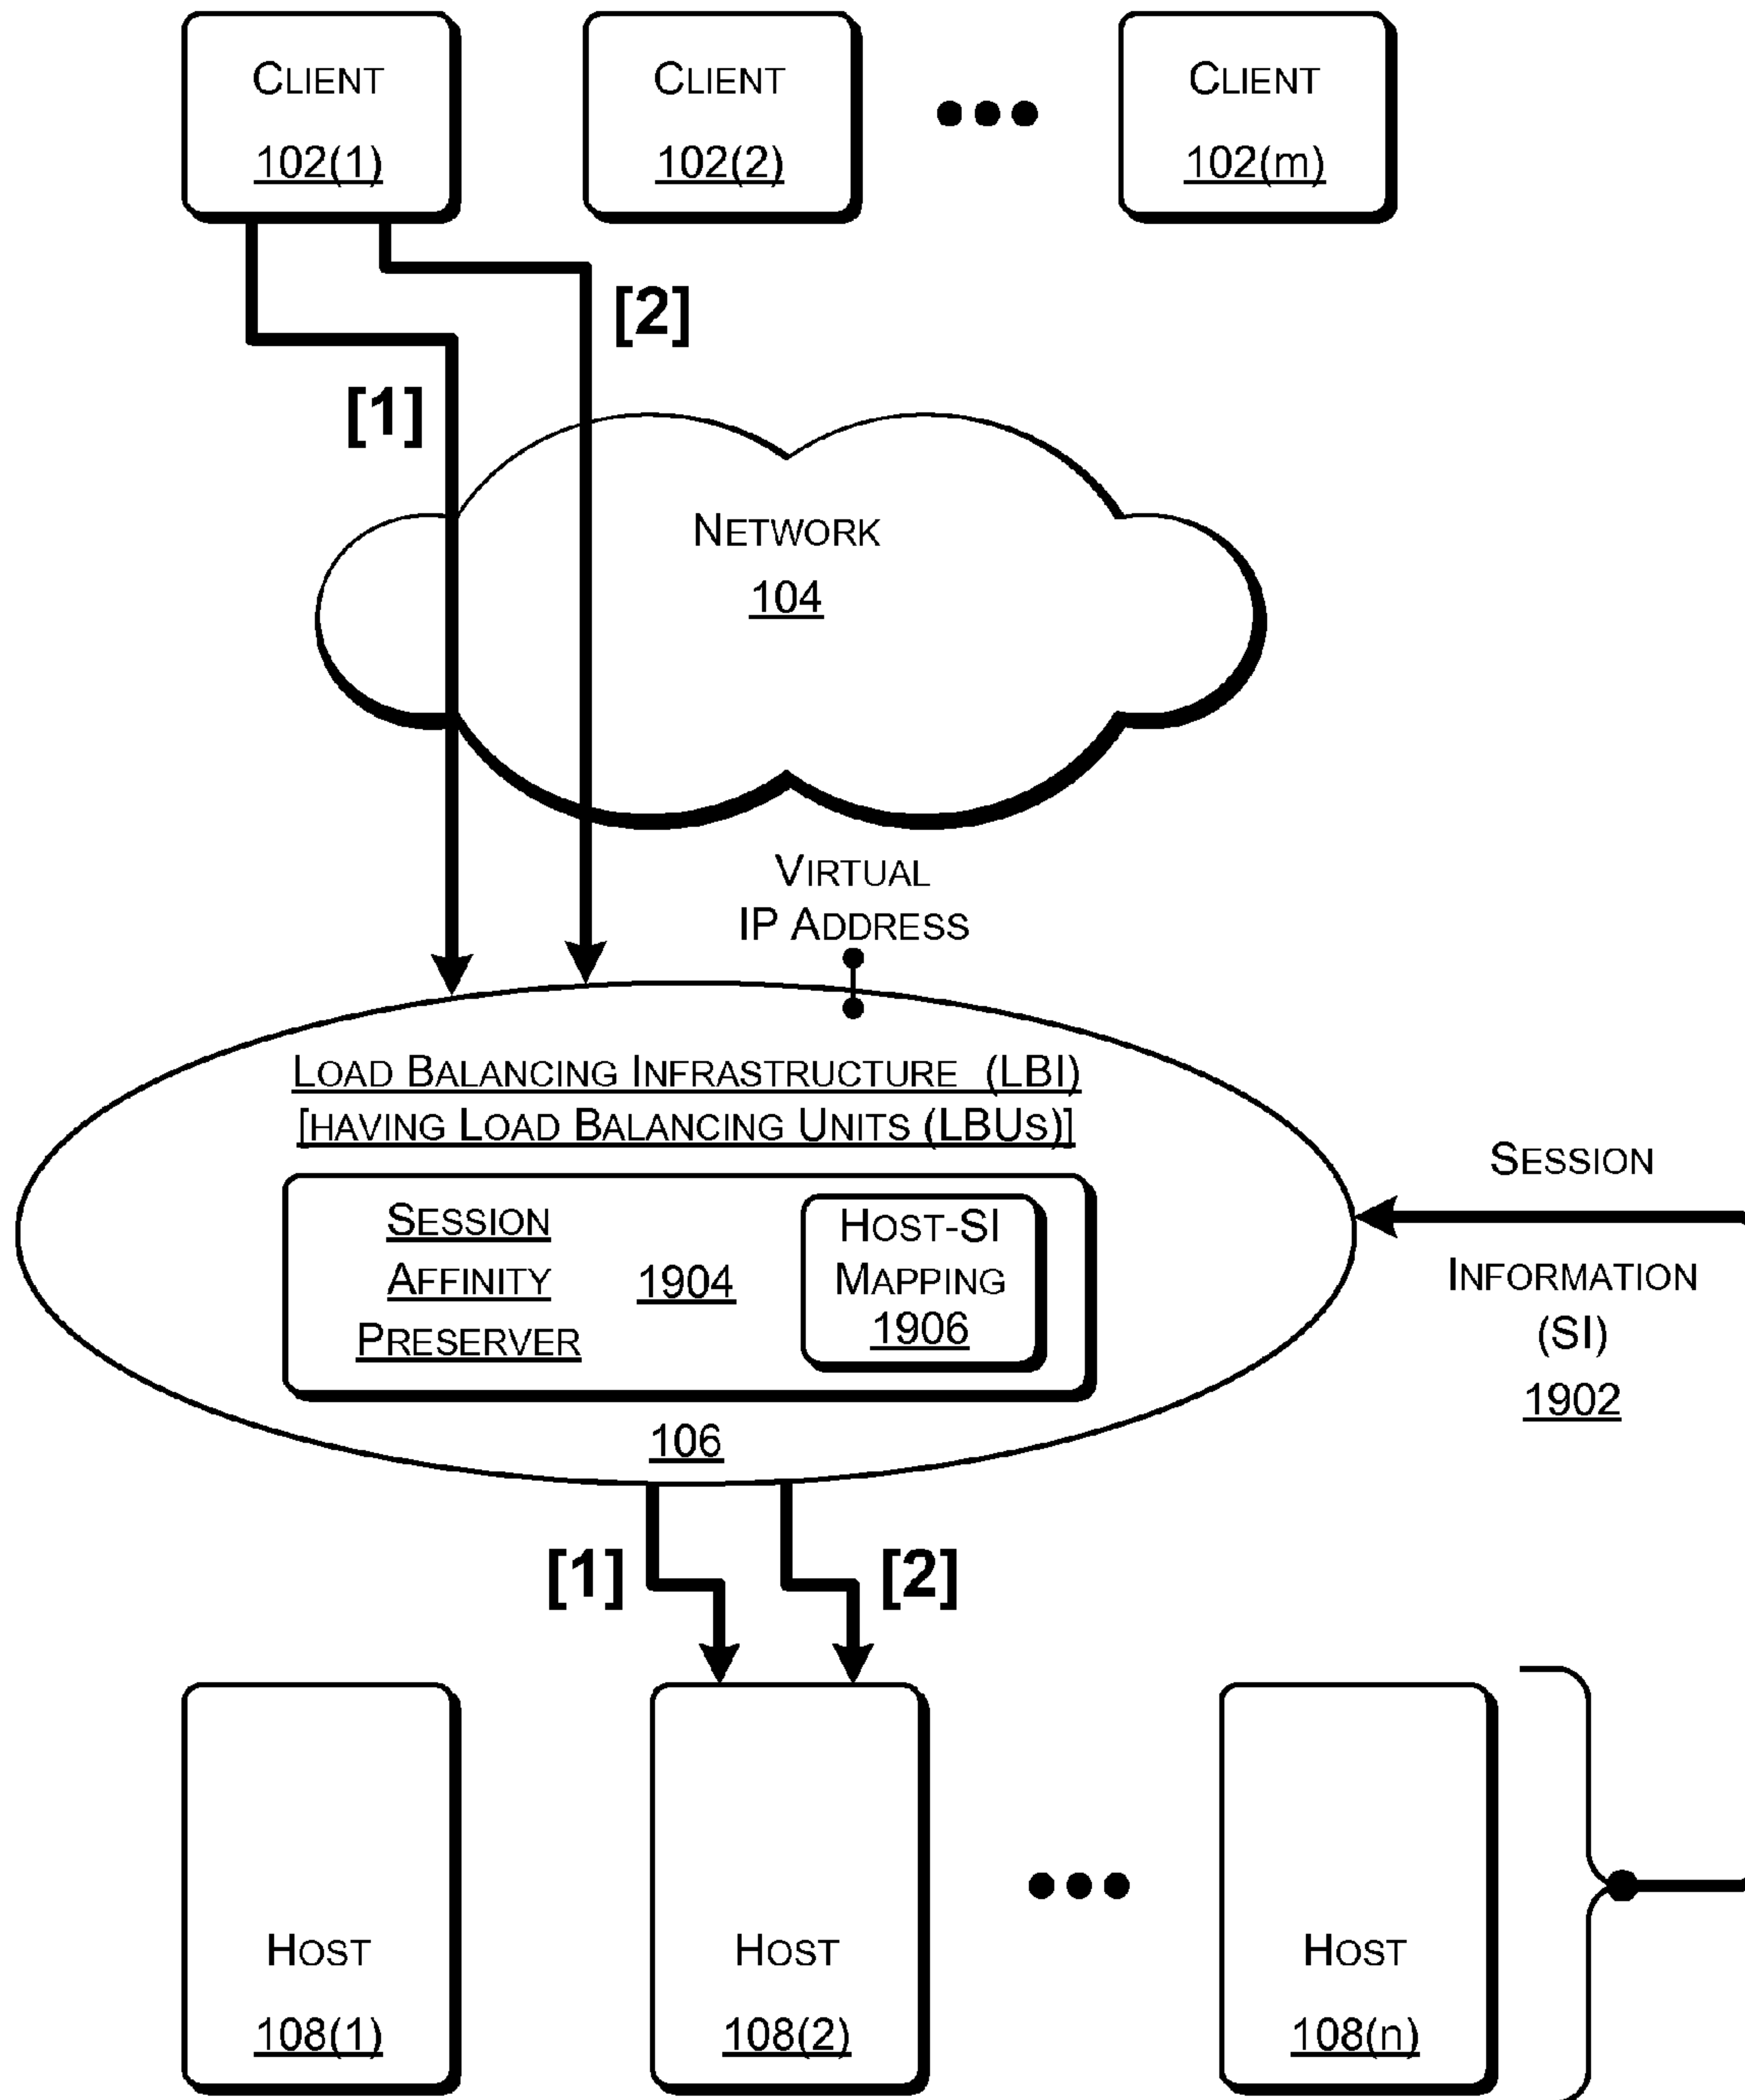 CLIENT
102(1)
CLIENT
102(2)
CLIENT
102(m)
[2]
[1]
NETWORK
104
VIRTUAL
IP ADDRESS
LOAD BALANCING INFRASTRUCTURE (LBI)
[HAVING LOAD BALANCING UNITS (LBUS)]
SESSION
AFFINITY
PRESERVER
1904
HOST-SI
MAPPING
1906
106
SESSION
INFORMATION
(SI)
1902
[1]
[2]
HOST
108(1)
HOST
108(2)
HOST
108(n)